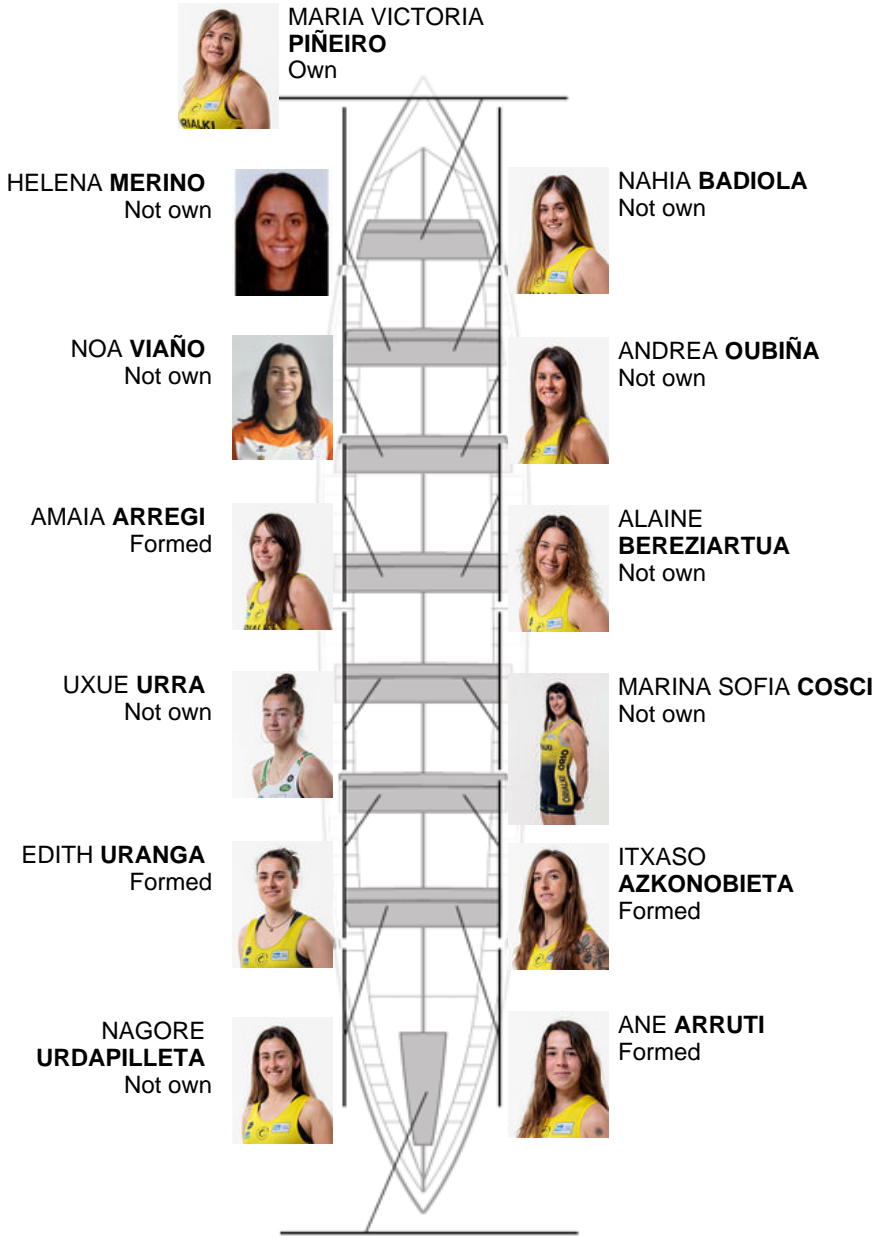 MARIA VICTORIA
PIÑEIRO
Own
RIALKI
HELENA MERINO
Not own
NAHIA BADIOLA
Not own
NOA VIAÑO
Not own
ANDREA OUBIÑA
Not own
AMAIA ARREGI
Formed
ALAINE
BEREZIARTUA
Not own
UXUE URRA
Not own
MARINA SOFIA COSCI
Not own
EDITH URANGA
Formed
ITXASO
AZKONOBIETA
Formed
NAGORE
URDAPILLETA
Not own
ANE ARRUTI
Formed